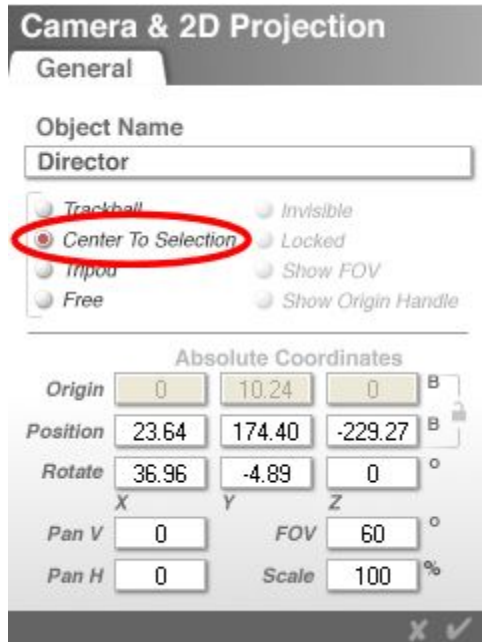 Camera & 2D Projection
General
Object Name
Director
Trackball Invisible
Center To Selection Locked
Tripod Show FOV
Free Show Origin Handle
Absolute Coordinates
Origin 0 10.24 0 B
Position 23.64 174.40 -229.27 B
Rotate 36.96 -4.89 0 °
X Y Z
Pan V 0 FOV 60 °
Pan H 0 Scale 100 %